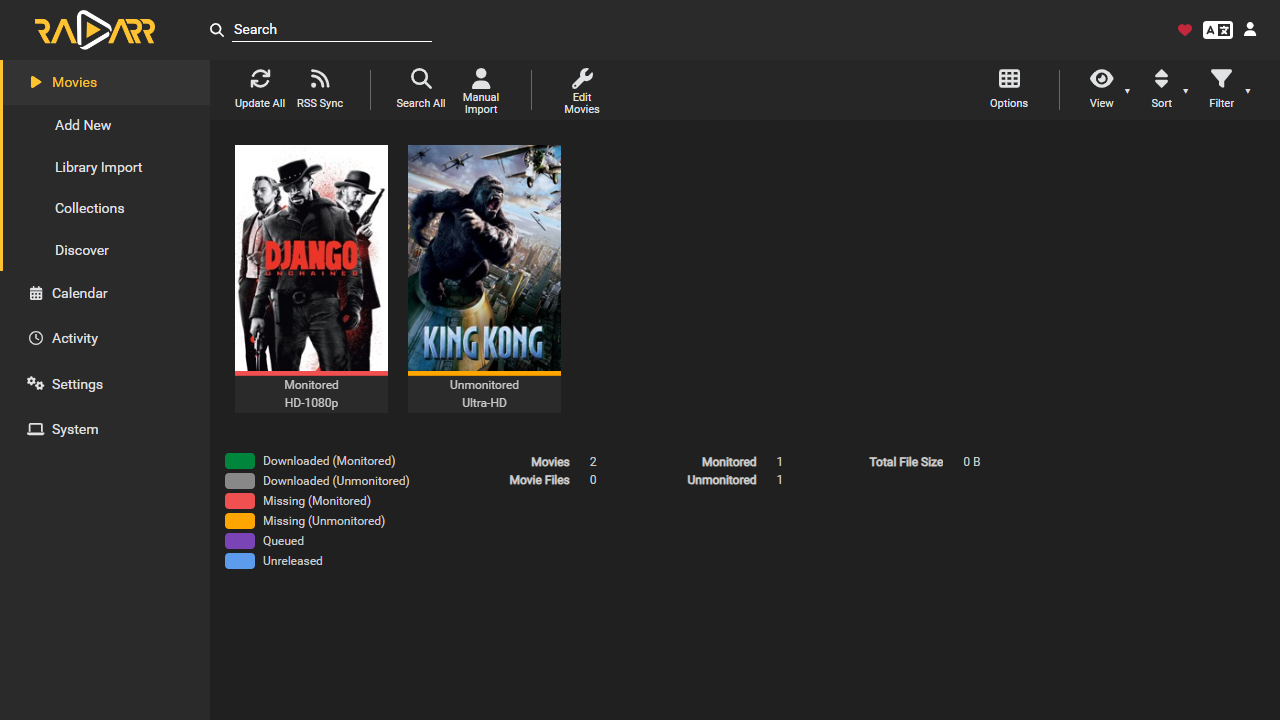 RADARR
Search
Movies
Add New
Library Import
Collections
Discover
Calendar
Activity
Settings
System
Update All
RSS Sync
Search All
Manual
Import
Edit
Movies
Options
View
Sort
Filter
DJANGO
UNCHAINED
Monitored
HD-1080p
KING KONG
Unmonitored
Ultra-HD
Downloaded (Monitored)
Downloaded (Unmonitored)
Missing (Monitored)
Missing (Unmonitored)
Queued
Unreleased
Movies 2
Movie Files 0
Monitored 1
Unmonitored 1
Total File Size 0 B